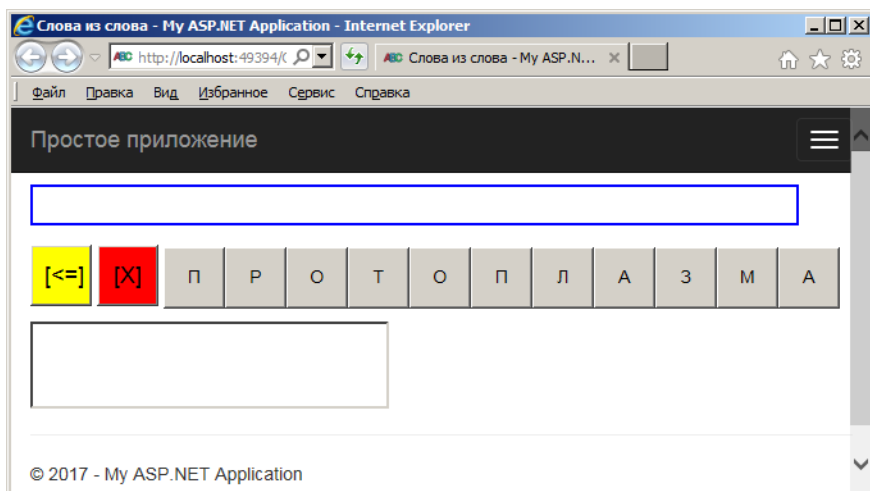 Слова из слова - My ASP.NET Application - Internet Explorer
http://localhost:49394/ Слова из слова - My ASP.N...
Файл Правка Вид Избранное Сервис Справка
Простое приложение
[<=] [X] П Р О Т О П Л А З М А
© 2017 - My ASP.NET Application